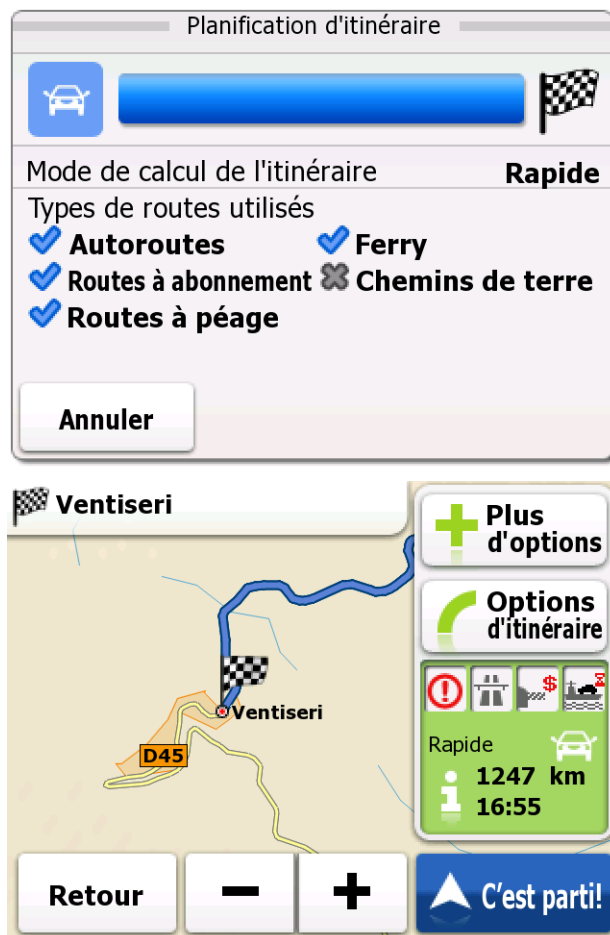 Planification d'itinéraire
Mode de calcul de l'itinéraire Rapide
Types de routes utilisés
Autoroutes Ferry
Routes à abonnement Chemins de terre
Routes à péage
Annuler
Ventiseri
Plus
d'options
Options
d'itinéraire
$
Ventiseri
D45
Rapide
1247 km
16:55
Retour
− +
C'est parti!